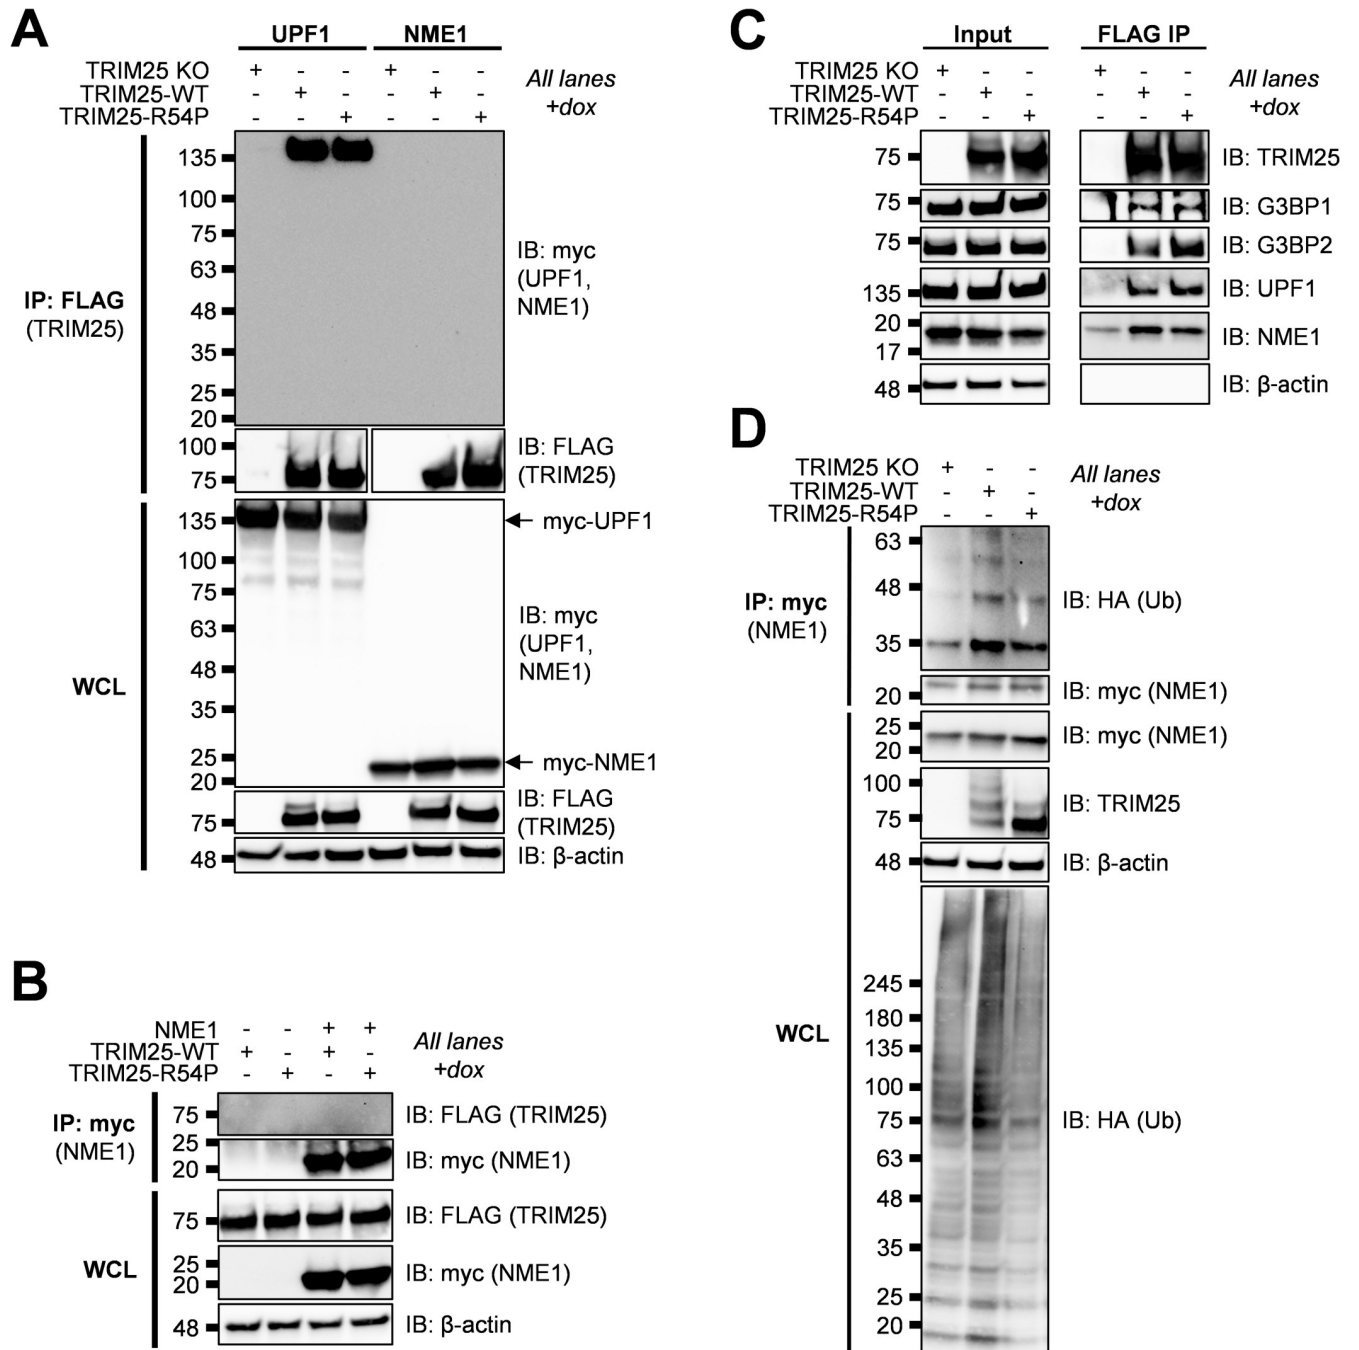 A
UPF1 NME1
TRIM25 KO + - - + - -
TRIM25-WT - + - - + -
TRIM25-R54P - - + - - +
All lanes
+dox
IP: FLAG
(TRIM25)
135
100
75
63
48
35
25
20
IB: myc
(UPF1,
NME1)
100
75
IB: FLAG
(TRIM25)
WCL
135
100
75
63
48
35
25
20
myc-UPF1
IB: myc
(UPF1,
NME1)
myc-NME1
75
IB: FLAG
(TRIM25)
48
IB: β-actin
B
NME1 - - + +
TRIM25-WT + - + -
TRIM25-R54P - + - +
All lanes
+dox
IP: myc
(NME1)
75
IB: FLAG (TRIM25)
25
20
IB: myc (NME1)
WCL
75
IB: FLAG (TRIM25)
25
20
IB: myc (NME1)
48
IB: β-actin
C
Input FLAG IP
TRIM25 KO + - - + - -
TRIM25-WT - + - - + -
TRIM25-R54P - - + - - +
All lanes
+dox
75
IB: TRIM25
75
IB: G3BP1
75
IB: G3BP2
135
IB: UPF1
20
17
IB: NME1
48
IB: β-actin
D
TRIM25 KO + - -
TRIM25-WT - + -
TRIM25-R54P - - +
All lanes
+dox
IP: myc
(NME1)
63
48
35
IB: HA (Ub)
20
IB: myc (NME1)
WCL
25
20
IB: myc (NME1)
100
75
IB: TRIM25
48
IB: β-actin
245
180
135
100
75
63
48
35
25
20
IB: HA (Ub)